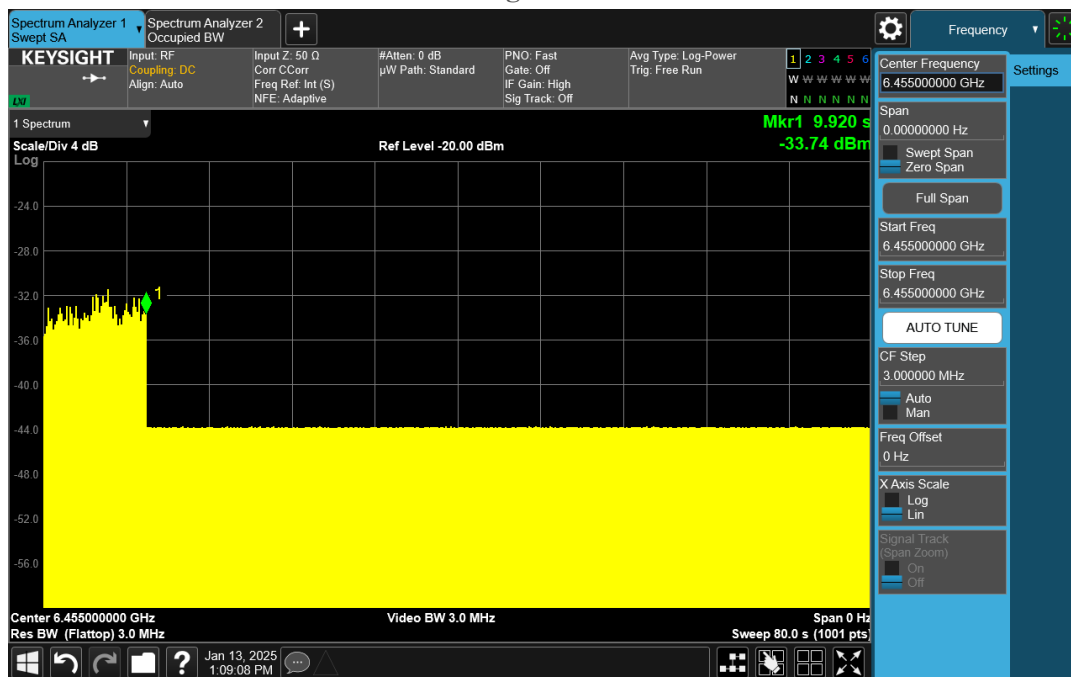 Spectrum Analyzer 1
Swept SA
Spectrum Analyzer 2
Occupied BW
+
Frequency
KEYSIGHT
LXI
Input: RF
Coupling: DC
Align: Auto
Input Z: 50 Ω
Corr CCorr
Freq Ref: Int (S)
NFE: Adaptive
#Atten: 0 dB
µW Path: Standard
PNO: Fast
Gate: Off
IF Gain: High
Sig Track: Off
Avg Type: Log-Power
Trig: Free Run
1 2 3 4 5 6
W W W W W W
N N N N N N
1 Spectrum
Scale/Div 4 dB
Ref Level -20.00 dBm
Mkr1 9.920 s
-33.74 dBm
Log
-24.0
-28.0
-32.0
-36.0
-40.0
-44.0
-48.0
-52.0
-56.0
1
Center 6.455000000 GHz
Res BW (Flattop) 3.0 MHz
Video BW 3.0 MHz
Span 0 Hz
Sweep 80.0 s (1001 pts)
Jan 13, 2025
1:09:08 PM
Center Frequency
6.455000000 GHz
Settings
Span
0.00000000 Hz
Swept Span
Zero Span
Full Span
Start Freq
6.455000000 GHz
Stop Freq
6.455000000 GHz
AUTO TUNE
CF Step
3.000000 MHz
Auto
Man
Freq Offset
0 Hz
X Axis Scale
Log
Lin
Signal Track
(Span Zoom)
On
Off